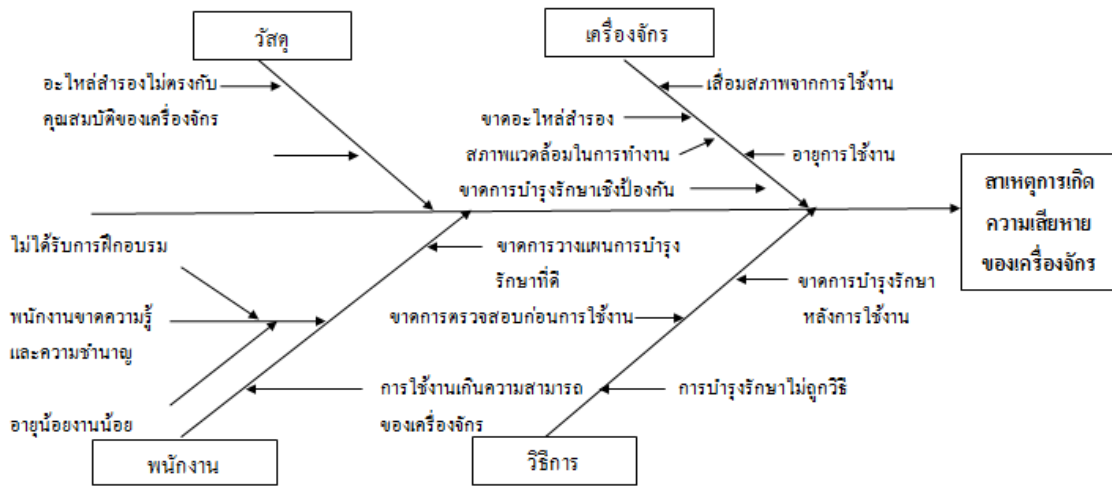 วัสดุ
เครื่องจักร
อะไหล่สำรองไม่ตรงกับ
คุณสมบัติของเครื่องจักร
เสื่อมสภาพจากการใช้งาน
ขาดอะไหล่สำรอง
สภาพแวดล้อมในการทำงาน
อายุการใช้งาน
ขาดการบำรุงรักษาเชิงป้องกัน
สาเหตุการเกิด
ความเสียหาย
ของเครื่องจักร
ไม่ได้รับการฝึกอบรม
ขาดการวางแผนการบำรุง
รักษาที่ดี
ขาดการบำรุงรักษา
หลังการใช้งาน
พนักงานขาดความรู้
และความชำนาญ
ขาดการตรวจสอบก่อนการใช้งาน
การใช้งานเกินความสามารถ
ของเครื่องจักร
การบำรุงรักษาไม่ถูกวิธี
อายุน้อยงานน้อย
พนักงาน
วิธีการ